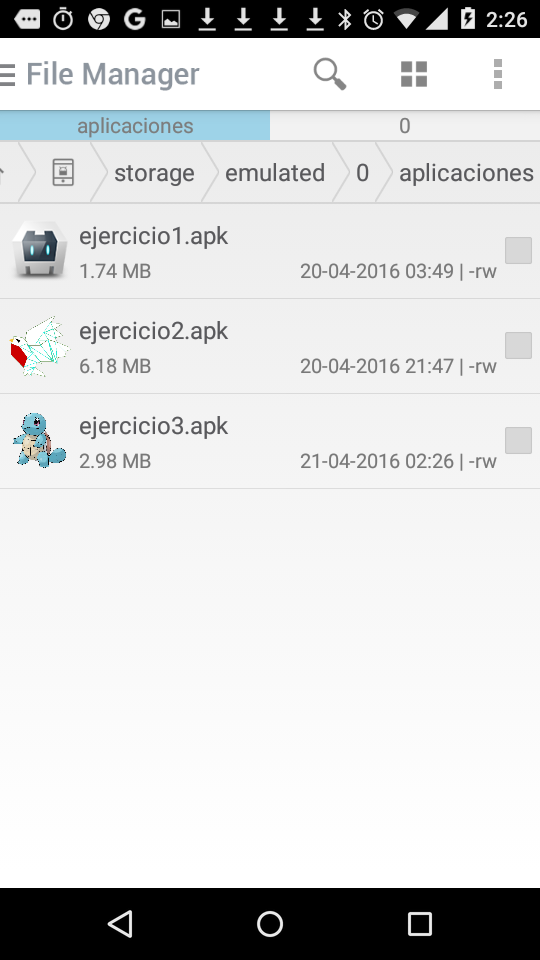 2:26
File Manager
aplicaciones 0
storage emulated 0 aplicaciones
ejercicio1.apk
1.74 MB 20-04-2016 03:49 | -rw
ejercicio2.apk
6.18 MB 20-04-2016 21:47 | -rw
ejercicio3.apk
2.98 MB 21-04-2016 02:26 | -rw